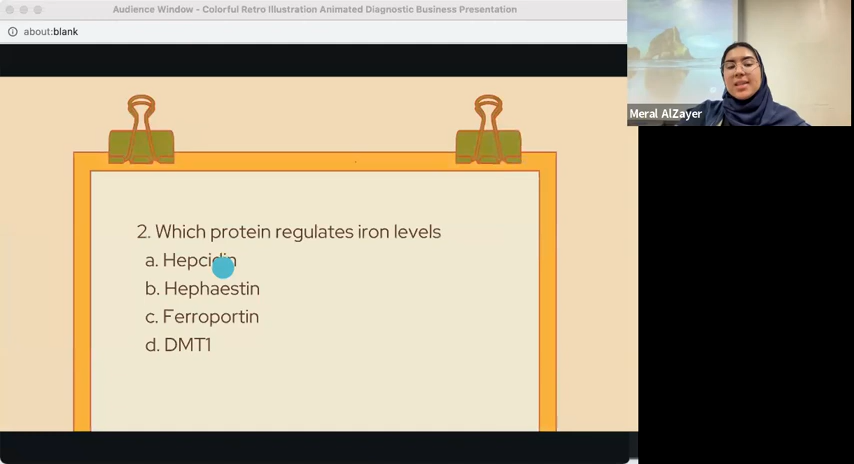 Audience Window - Colorful Retro Illustration Animated Diagnostic Business Presentation
about:blank
Meral AlZayer
2. Which protein regulates iron levels
a. Hepcidin
b. Hephaestin
c. Ferroportin
d. DMT1